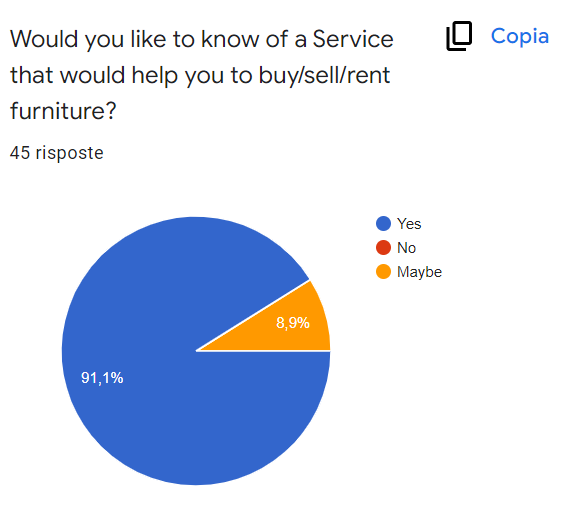 Would you like to know of a Service
that would help you to buy/sell/rent
furniture?
Copia
45 risposte
Yes
No
Maybe
8,9%
91,1%